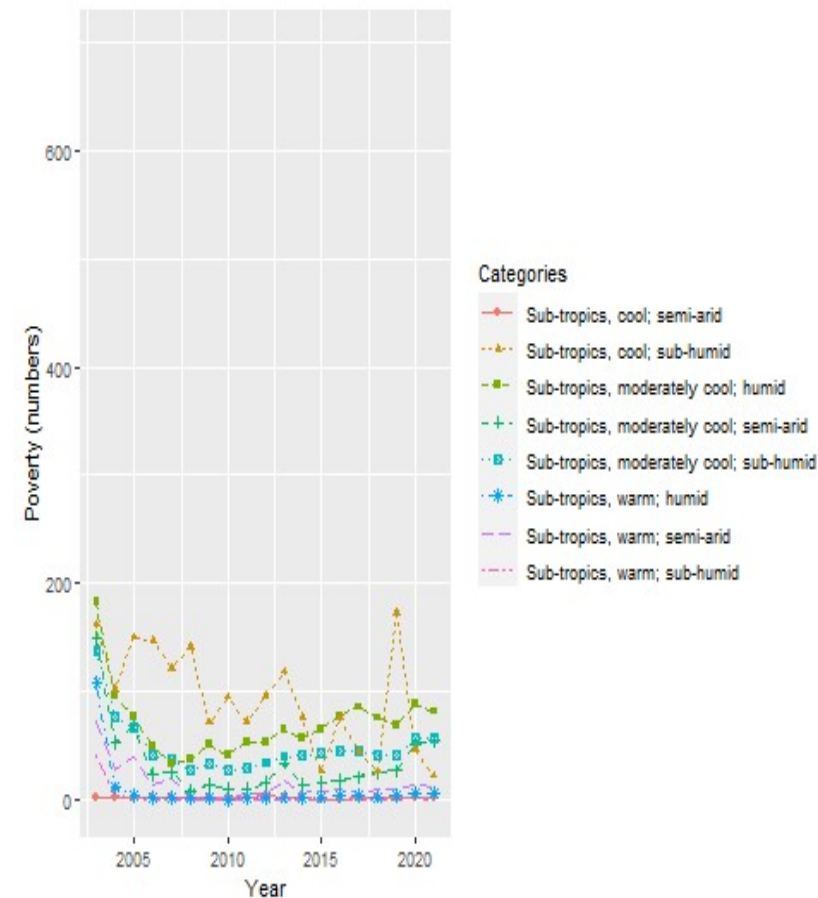 600
400
200
0
Poverty (numbers)
2005 2010 2015 2020
Year
Categories
Sub-tropics, cool; semi-arid
Sub-tropics, cool; sub-humid
Sub-tropics, moderately cool; humid
Sub-tropics, moderately cool; semi-arid
Sub-tropics, moderately cool; sub-humid
Sub-tropics, warm; humid
Sub-tropics, warm; semi-arid
Sub-tropics, warm; sub-humid